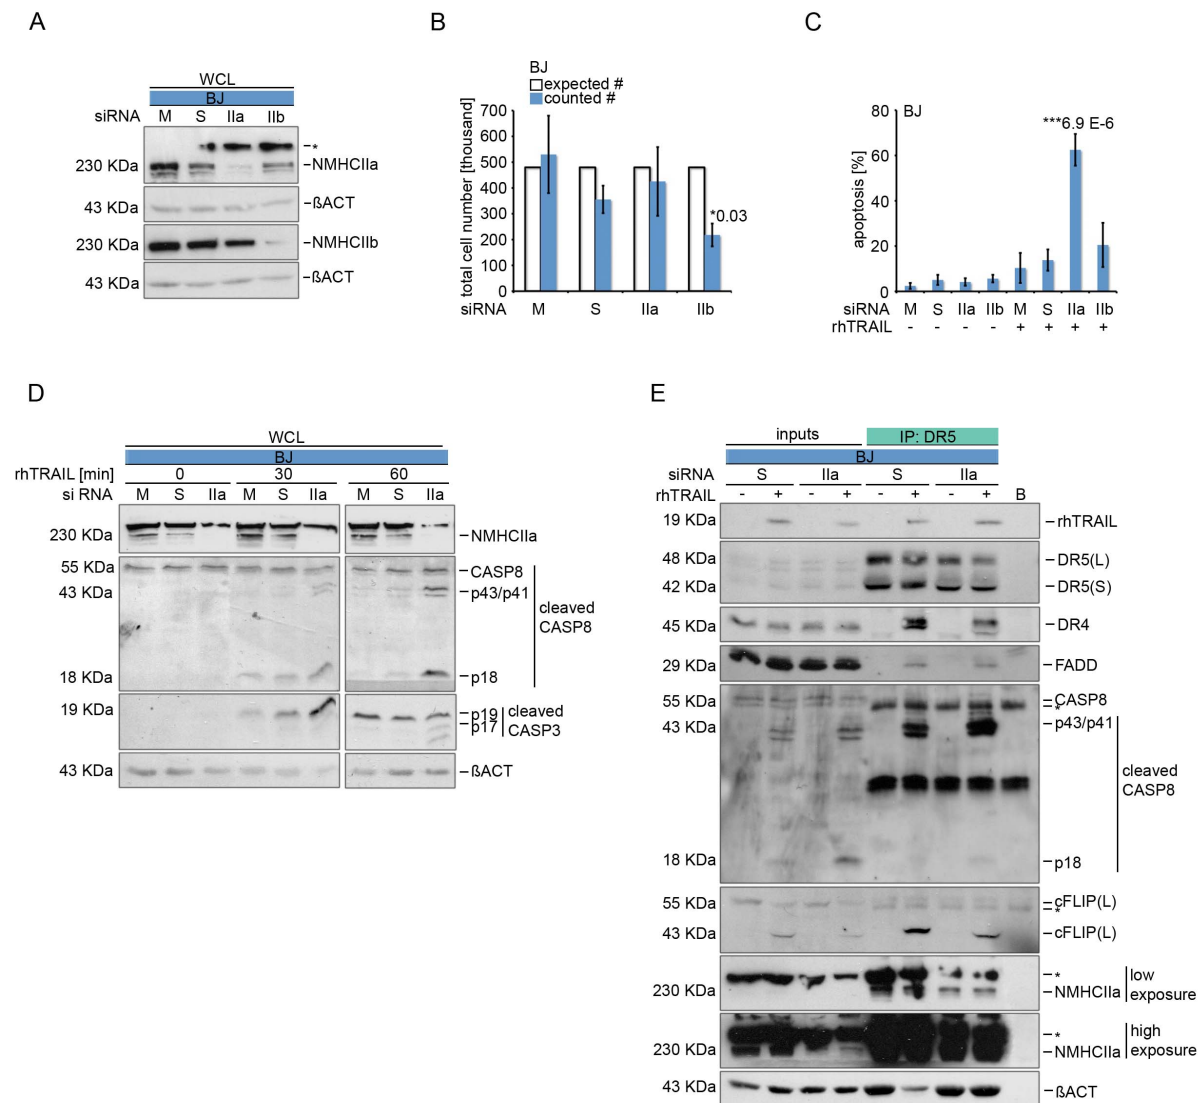 A
WCL
BJ
siRNA M S IIa IIb
-*
230 KDa -NMHCIIa
43 KDa -ßACT
230 KDa -NMHCIIb
43 KDa -ßACT
B
BJ
expected #
counted #
total cell number [thousand]
700
600
500
400
300
200
100
0
*0.03
siRNA M S IIa IIb
C
BJ
***6.9 E-6
apoptosis [%]
80
60
40
20
0
siRNA M S IIa IIb M S IIa IIb
rhTRAIL - - - - + + + +
D
WCL
BJ
rhTRAIL [min] 0 30 60
si RNA M S IIa M S IIa M S IIa
230 KDa -NMHCIIa
55 KDa -CASP8
43 KDa -p43/p41
cleaved
CASP8
18 KDa -p18
19 KDa -p19 cleaved
-p17 CASP3
43 KDa -ßACT
E
inputs IP: DR5
BJ
siRNA S IIa S IIa
rhTRAIL - + - + - + - + B
19 KDa -rhTRAIL
48 KDa -DR5(L)
42 KDa -DR5(S)
45 KDa -DR4
29 KDa -FADD
55 KDa -CASP8
-*
43 KDa -p43/p41
cleaved
CASP8
18 KDa -p18
55 KDa -cFLIP(L)
-*
43 KDa -cFLIP(L)
-* low
230 KDa -NMHCIIa exposure
-* high
230 KDa -NMHCIIa exposure
43 KDa -ßACT